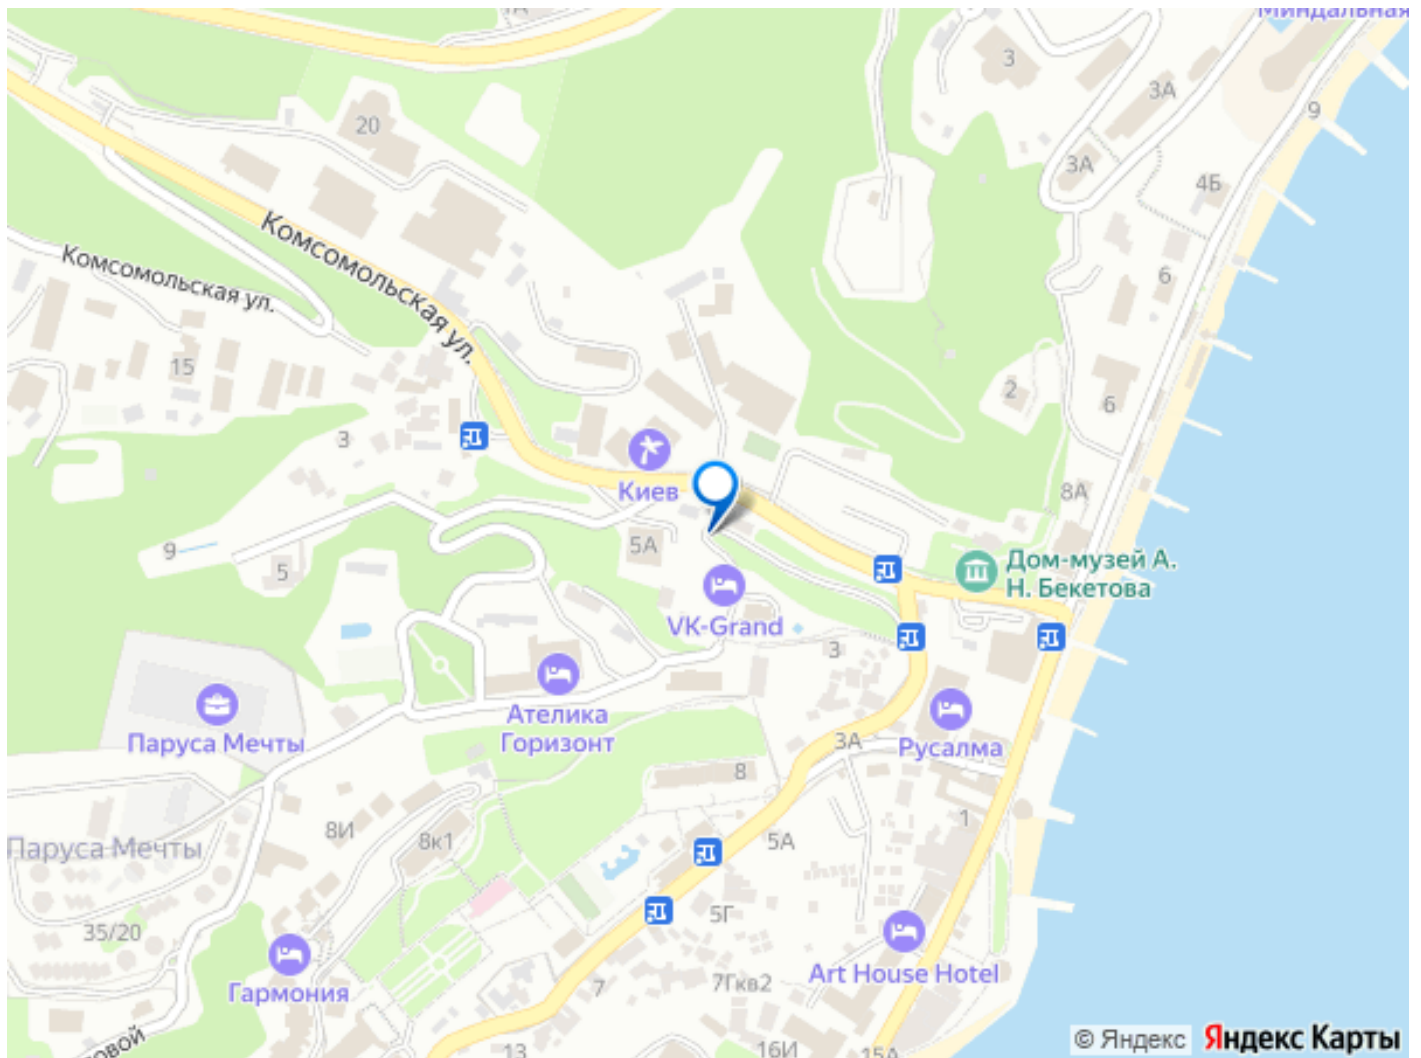 Миндальная
3
3А
9
20
3А
4Б
Комсомольская ул.
Комсомольская ул.
6
15
2
6
3
Киев
8А
5А
9
5
Дом-музей А.
Н. Бекетова
VK-Grand
3
Ателика
Горизонт
Паруса Мечты
3А
Русалма
8
8И
8к1
5А
1
Паруса Мечты
35/20
5Г
Art House Hotel
Гармония
7
7Гкв2
13
16И
15А
© Яндекс
Яндекс Карты